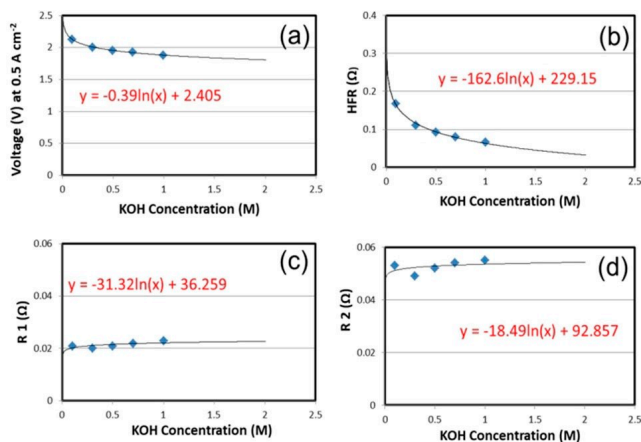 2.5
2
1.5
1
0.5
0
Voltage (V) at 0.5 A cm⁻²
(a)
y = -0.39ln(x) + 2.405
0 0.5 1 1.5 2 2.5
KOH Concentration (M)
0.4
0.3
0.2
0.1
0
HFR (Ω)
(b)
y = -162.6ln(x) + 229.15
0 0.5 1 1.5 2 2.5
KOH Concentration (M)
0.06
0.04
0.02
0.00
R 1 (Ω)
(c)
y = -31.32ln(x) + 36.259
0 0.5 1 1.5 2 2.5
KOH Concentration (M)
0.06
0.04
0.02
0.00
R 2 (Ω)
(d)
y = -18.49ln(x) + 92.857
0 0.5 1 1.5 2 2.5
KOH Concentration (M)